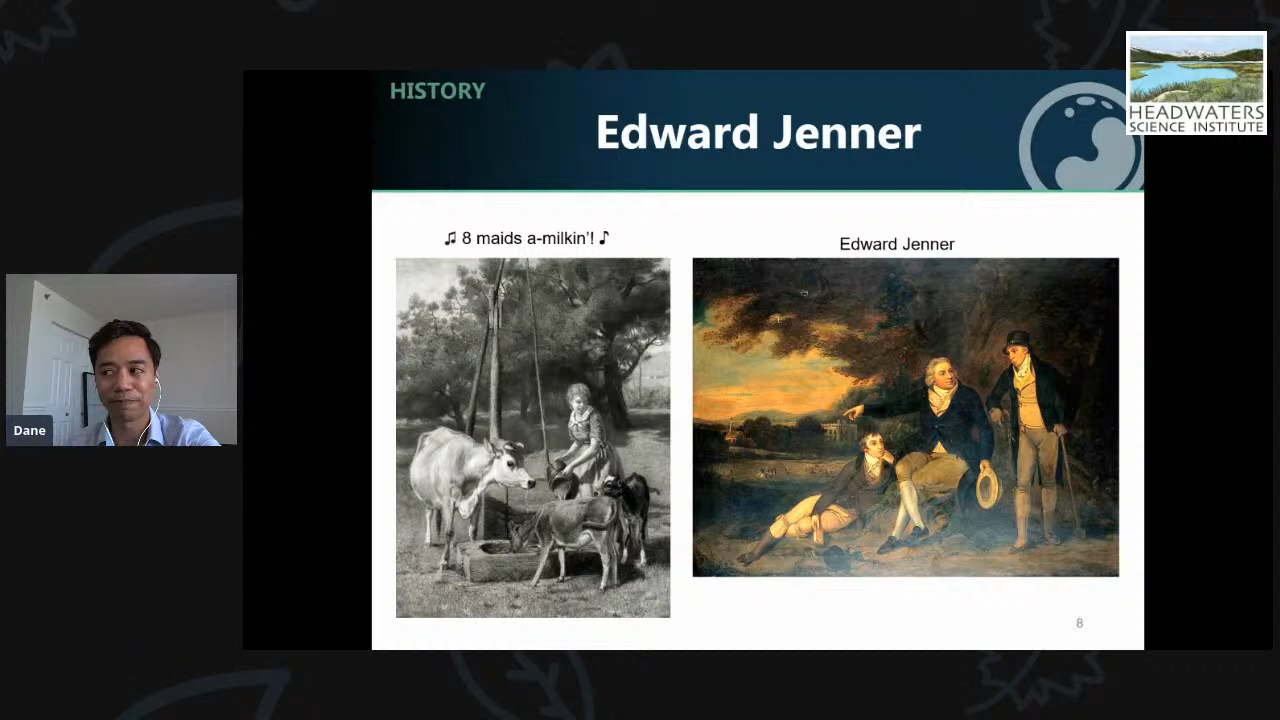 HISTORY
Edward Jenner
HEADWATERS
SCIENCE INSTITUTE
♫ 8 maids a-milkin'! ♪
Edward Jenner
Dane
8